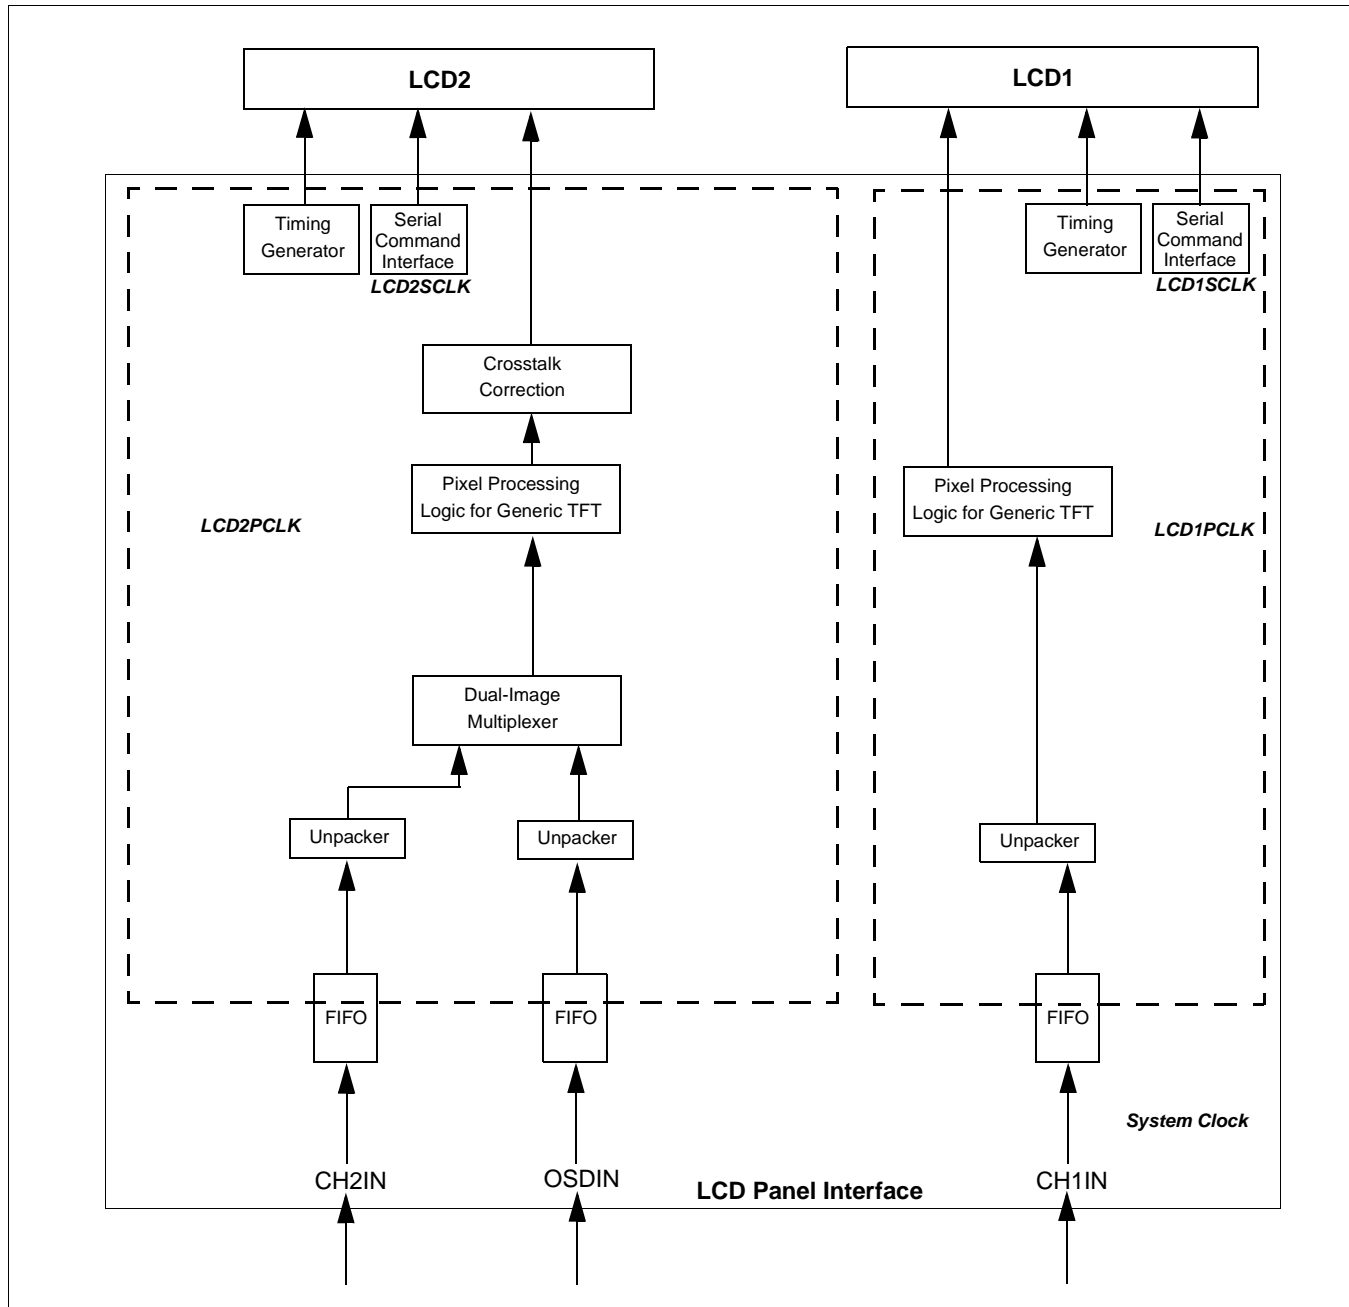 LCD2
LCD1
Timing
Generator
Serial
Command
Interface
LCD2SCLK
Timing
Generator
Serial
Command
Interface
LCD1SCLK
Crosstalk
Correction
Pixel Processing
Logic for Generic TFT
LCD2PCLK
Pixel Processing
Logic for Generic TFT
LCD1PCLK
Dual-Image
Multiplexer
Unpacker
Unpacker
Unpacker
FIFO
FIFO
FIFO
System Clock
CH2IN
OSDIN
CH1IN
LCD Panel Interface